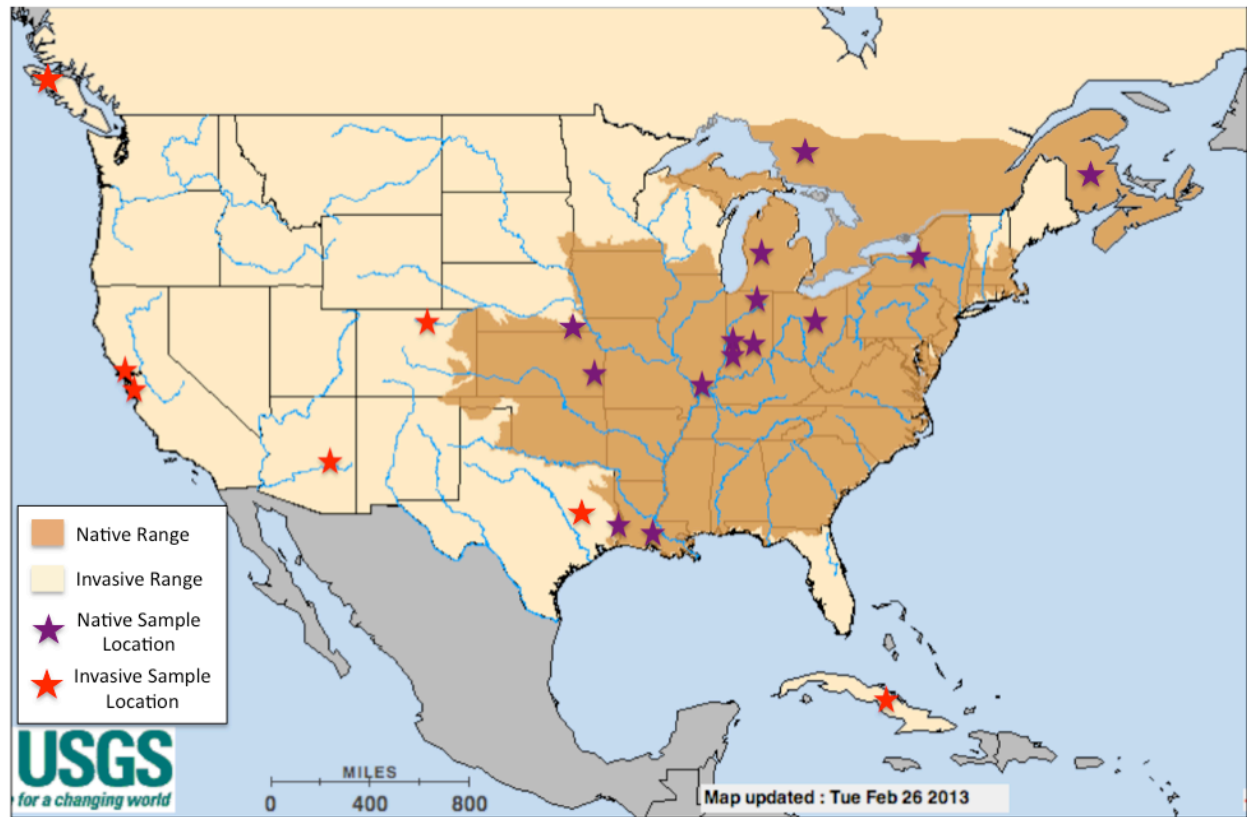 Native Range
Invasive Range
Native Sample
Location
Invasive Sample
Location
USGS
for a changing world
MILES
0 400 800
Map updated : Tue Feb 26 2013